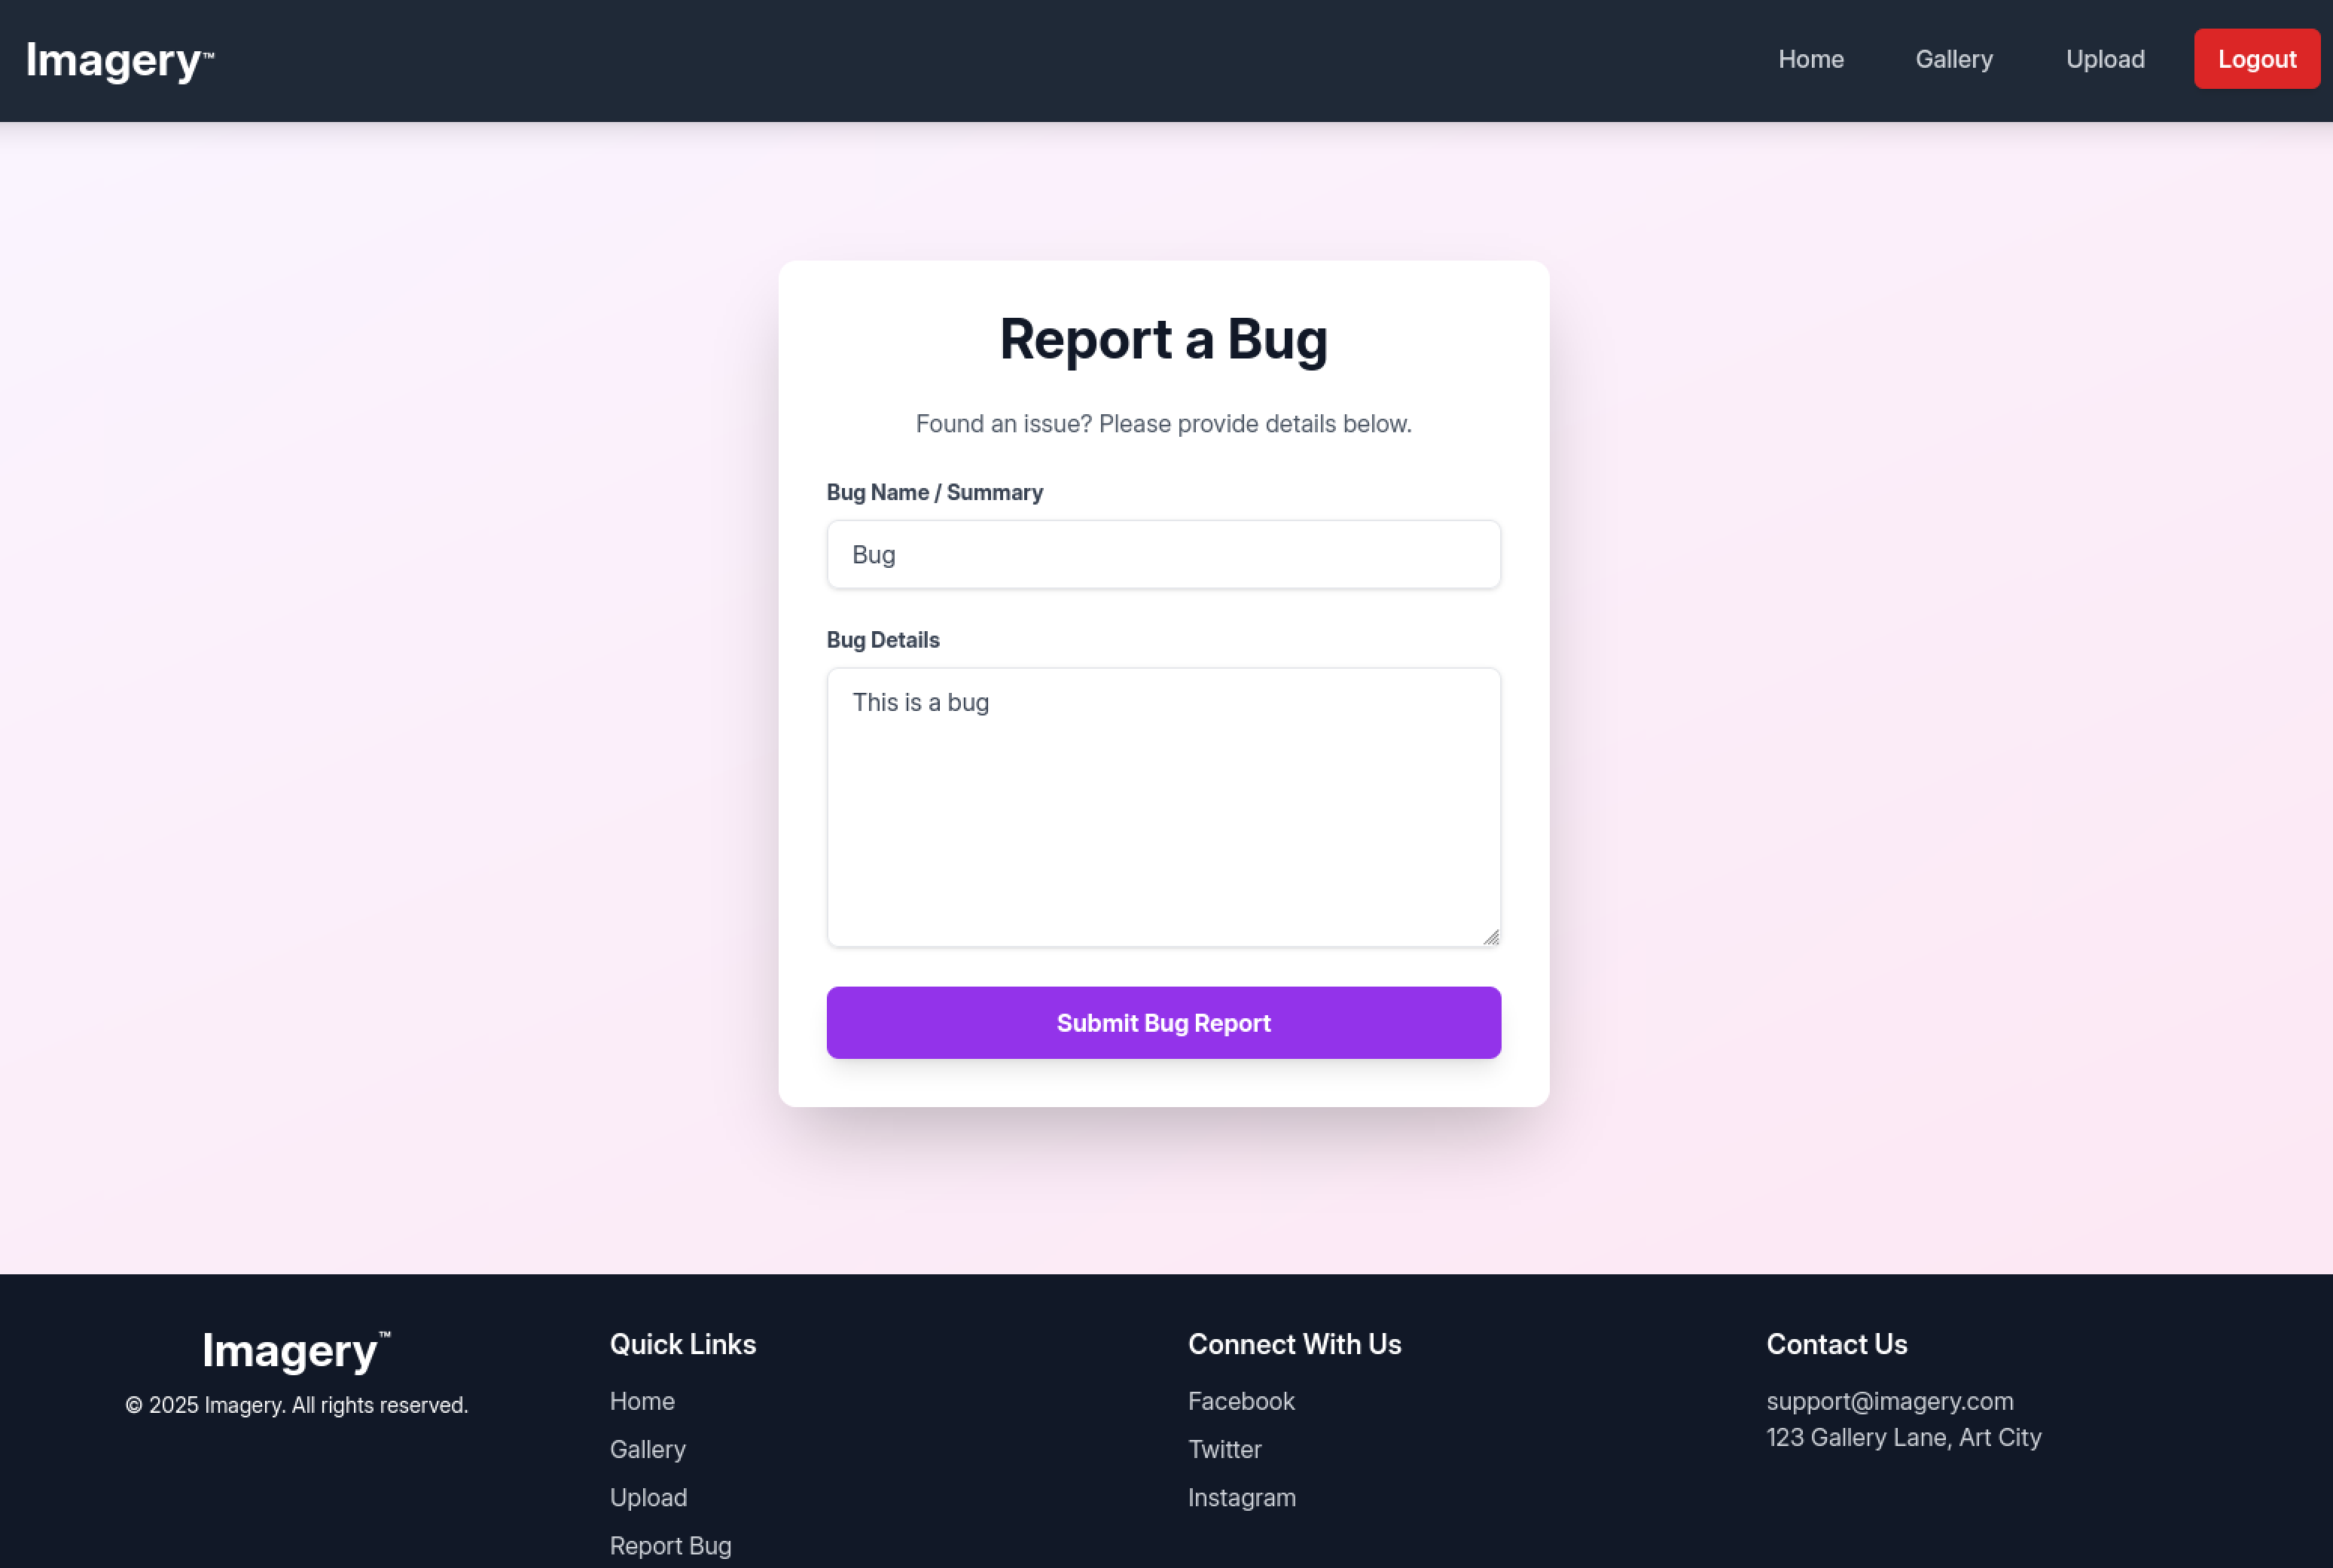 Imagery™
Home
Gallery
Upload
Logout
Report a Bug
Found an issue? Please provide details below.
Bug Name / Summary
Bug
Bug Details
This is a bug
Submit Bug Report
Imagery™
© 2025 Imagery. All rights reserved.
Quick Links
Home
Gallery
Upload
Report Bug
Connect With Us
Facebook
Twitter
Instagram
Contact Us
support@imagery.com
123 Gallery Lane, Art City